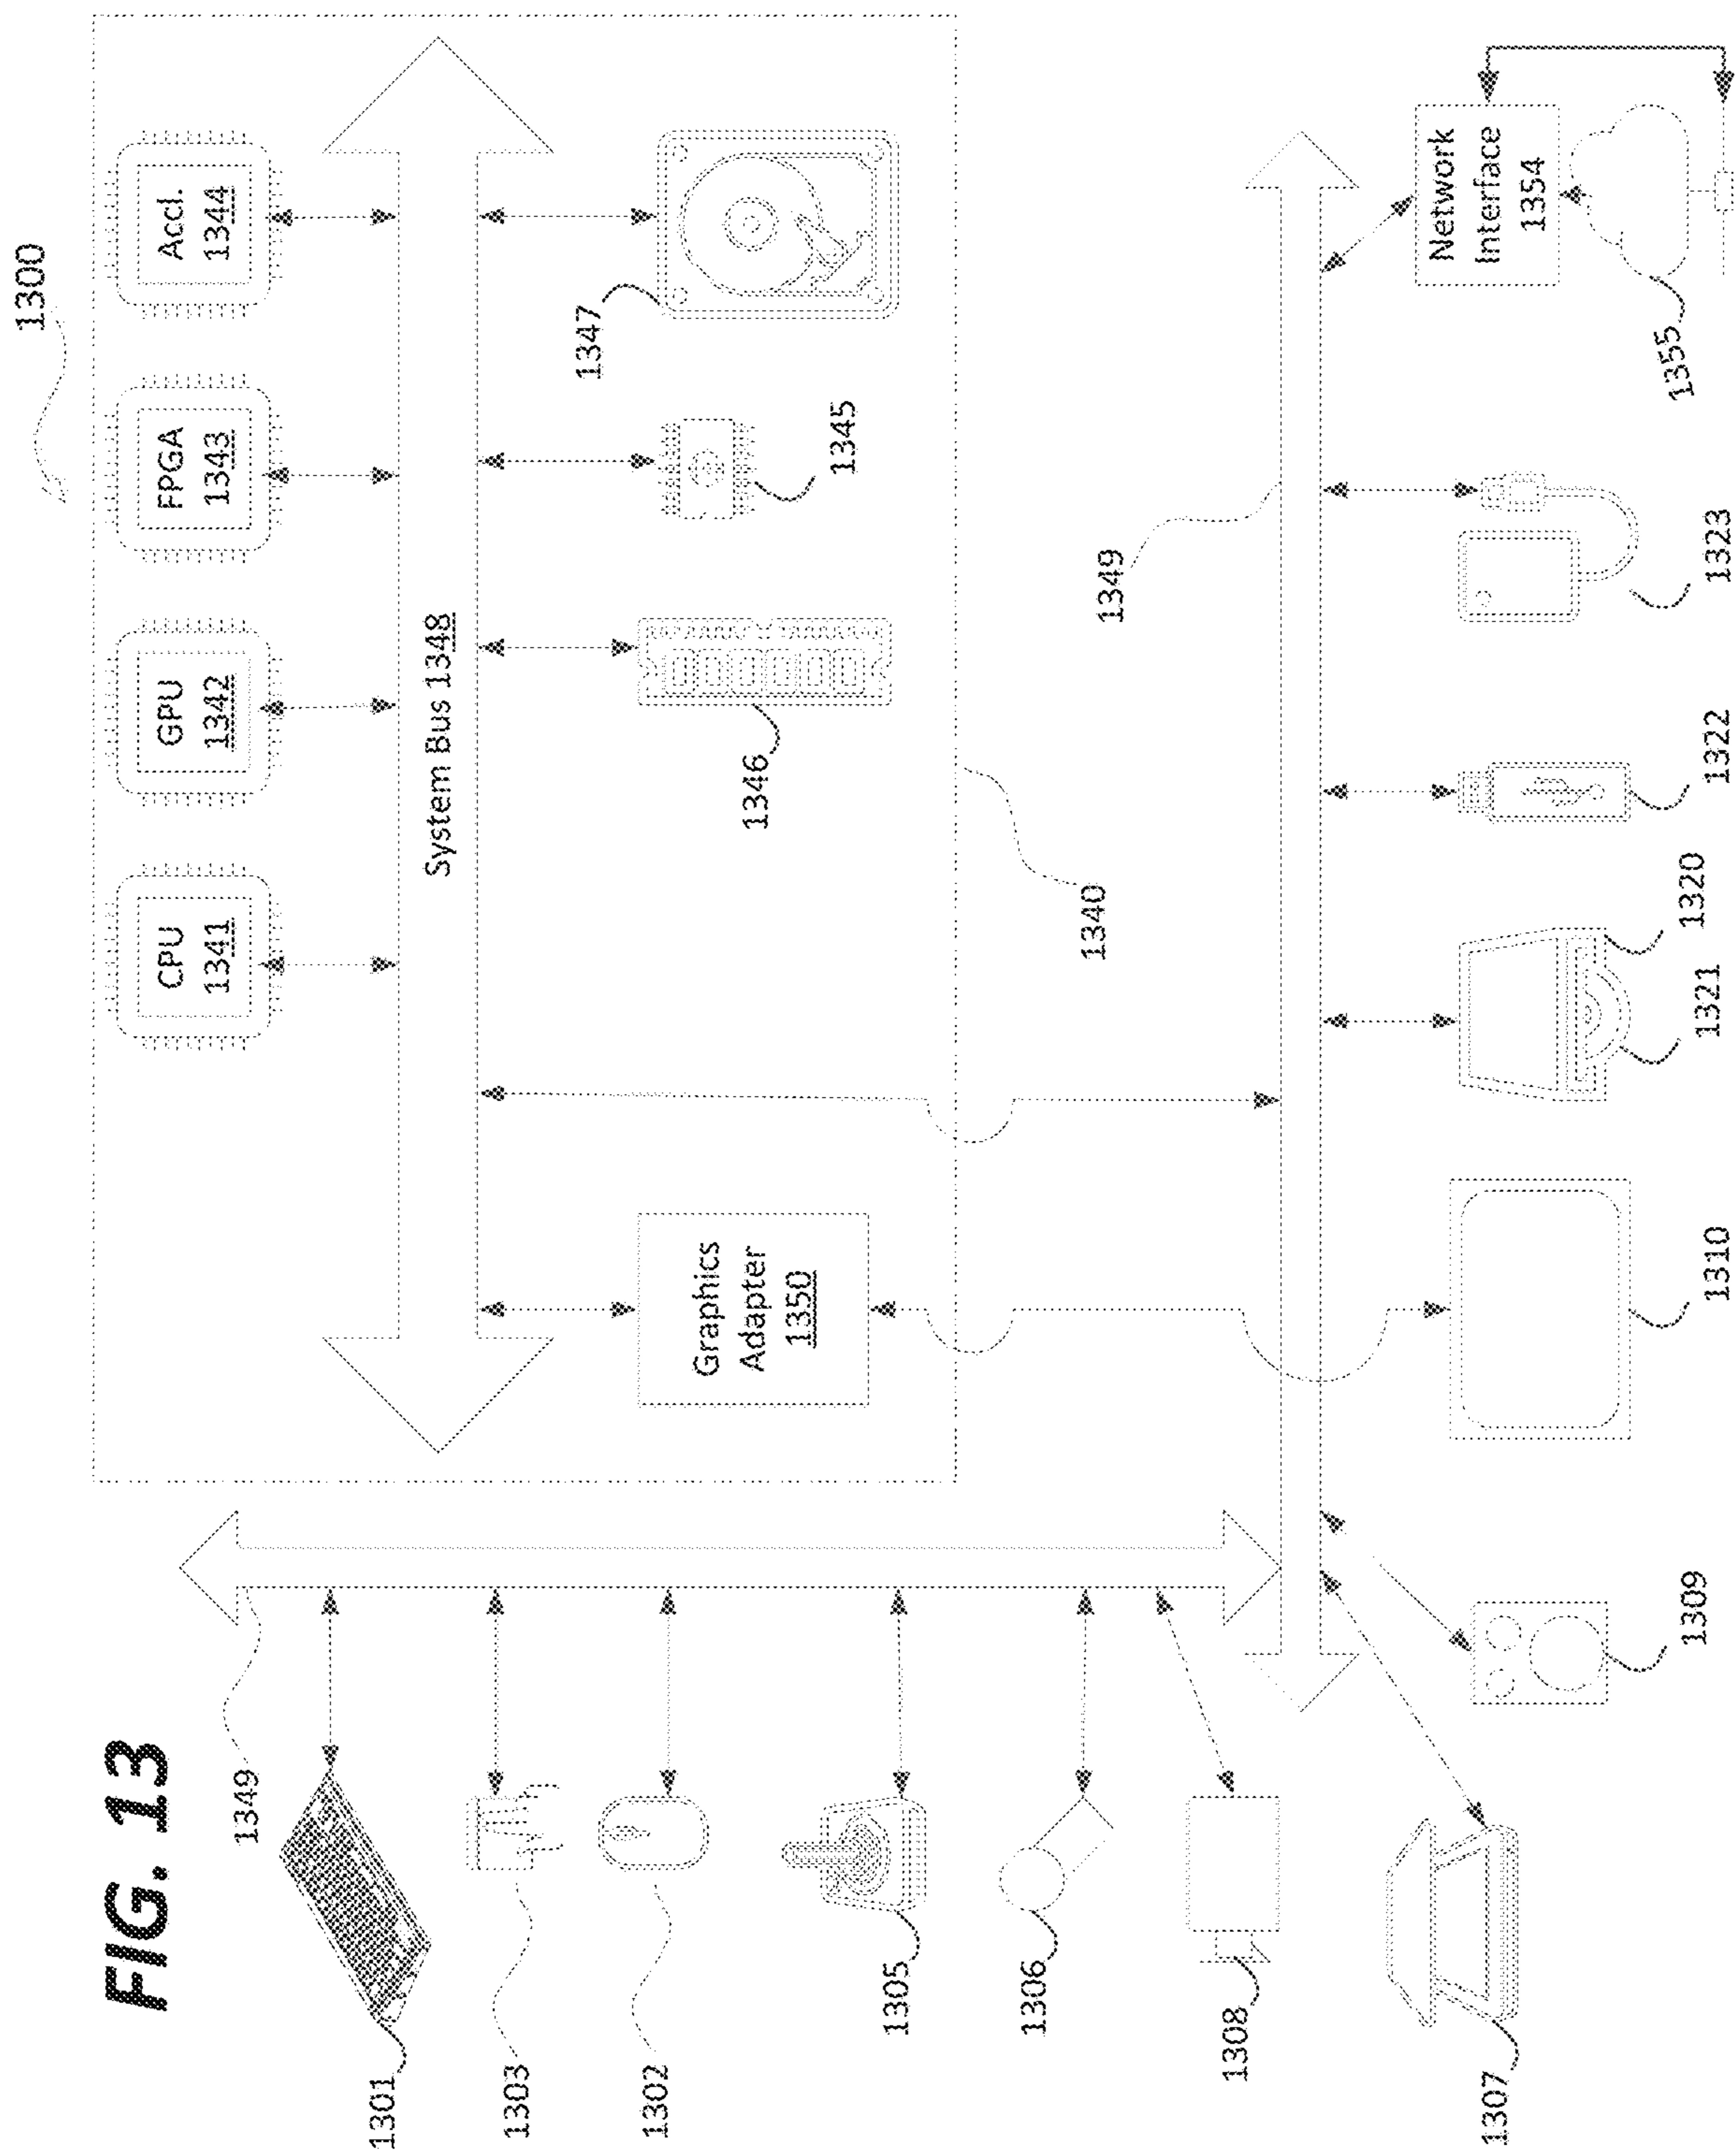 FIG. 13
1300
CPU
1341
GPU
1342
FPGA
1343
Accl.
1344
System Bus 1348
Graphics
Adapter
1350
1346
1345
1347
1340
1349
1349
1301
1303
1302
1305
1306
1308
1307
1309
1310
1321
1320
1322
1323
Network
Interface
1354
1355